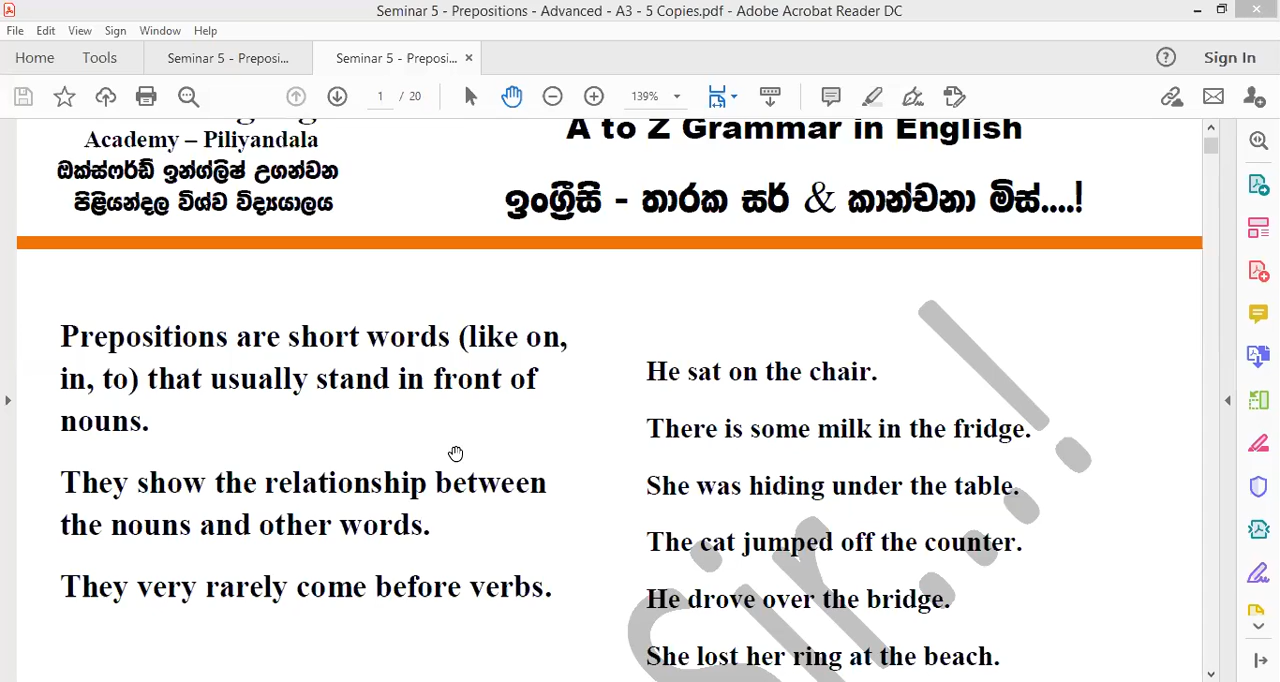 Seminar 5 - Prepositions - Advanced - A3 - 5 Copies.pdf - Adobe Acrobat Reader DC
File Edit View Sign Window Help
Home Tools Seminar 5 - Preposi... Seminar 5 - Preposi... × Sign In
1 / 20 139%
Academy – Piliyandala
ඔක්ස්ෆර්ඩ් ඉන්ග්ලිෂ් උගන්වන
පිළියන්දල විශ්ව විද්‍යාලය
A to Z Grammar in English
ඉංග්‍රීසි - තාරක සර් & කාන්චනා මිස්....!
Prepositions are short words (like on,
in, to) that usually stand in front of
nouns.
They show the relationship between
the nouns and other words.
They very rarely come before verbs.
He sat on the chair.
There is some milk in the fridge.
She was hiding under the table.
The cat jumped off the counter.
He drove over the bridge.
She lost her ring at the beach.
Sir...!